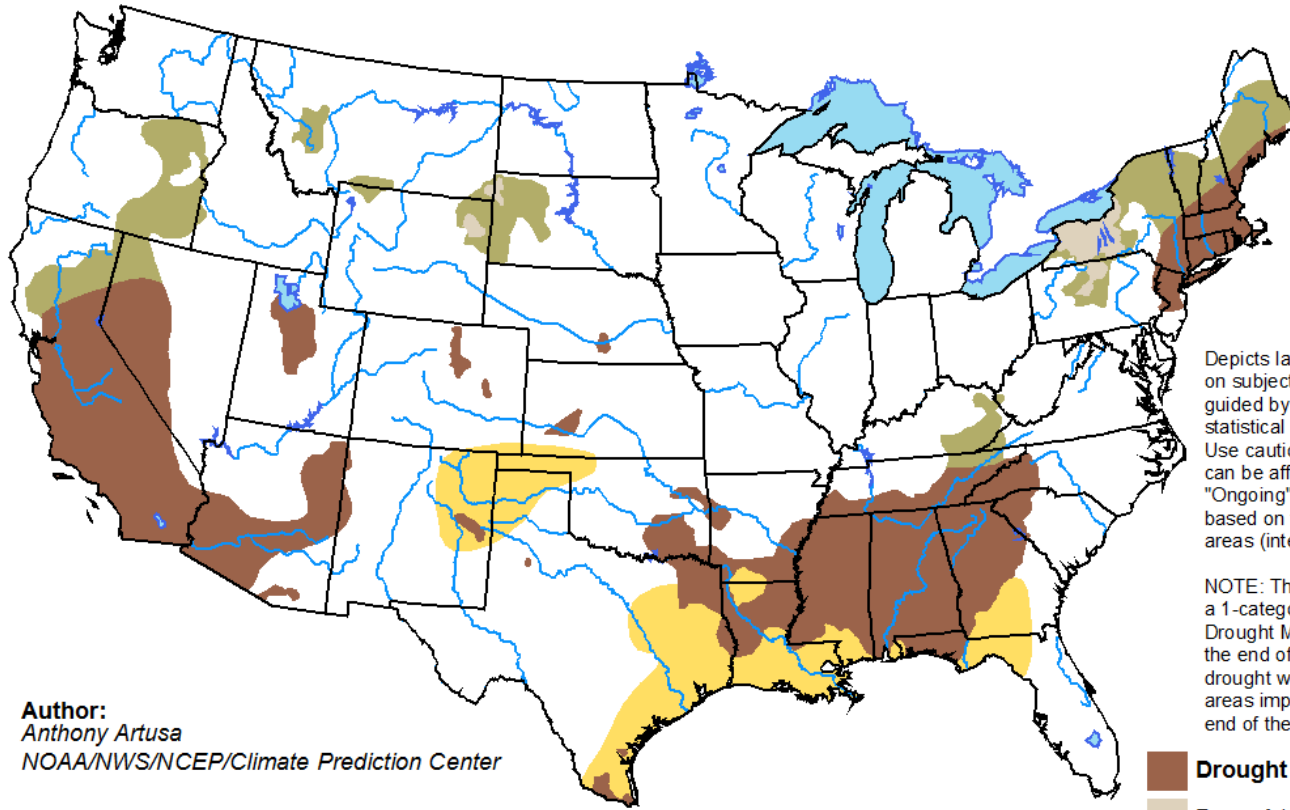 Depicts la
on subject
guided by
statistical
Use cautio
can be affe
"Ongoing"
based on
areas (inte
NOTE: Th
a 1-catego
Drought M
the end of
drought w
areas imp
end of the
Author:
Anthony Artusa
NOAA/NWS/NCEP/Climate Prediction Center
Drought